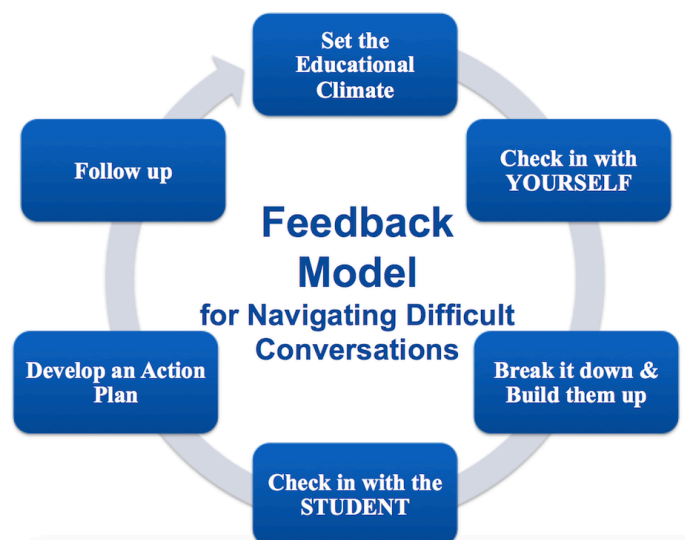 Set the
Educational
Climate
Check in with
YOURSELF
Break it down &
Build them up
Check in with the
STUDENT
Develop an Action
Plan
Follow up
Feedback
Model
for Navigating Difficult
Conversations